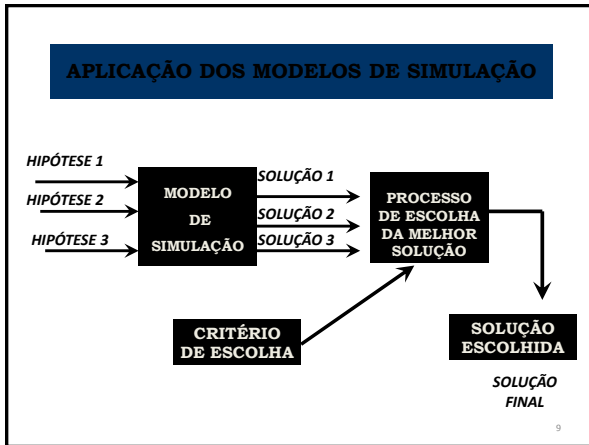 APLICAÇÃO DOS MODELOS DE SIMULAÇÃO
HIPÓTESE 1
HIPÓTESE 2
HIPÓTESE 3
MODELO
DE
SIMULAÇÃO
SOLUÇÃO 1
SOLUÇÃO 2
SOLUÇÃO 3
PROCESSO
DE ESCOLHA
DA MELHOR
SOLUÇÃO
CRITÉRIO
DE ESCOLHA
SOLUÇÃO
ESCOLHIDA
SOLUÇÃO
FINAL
9